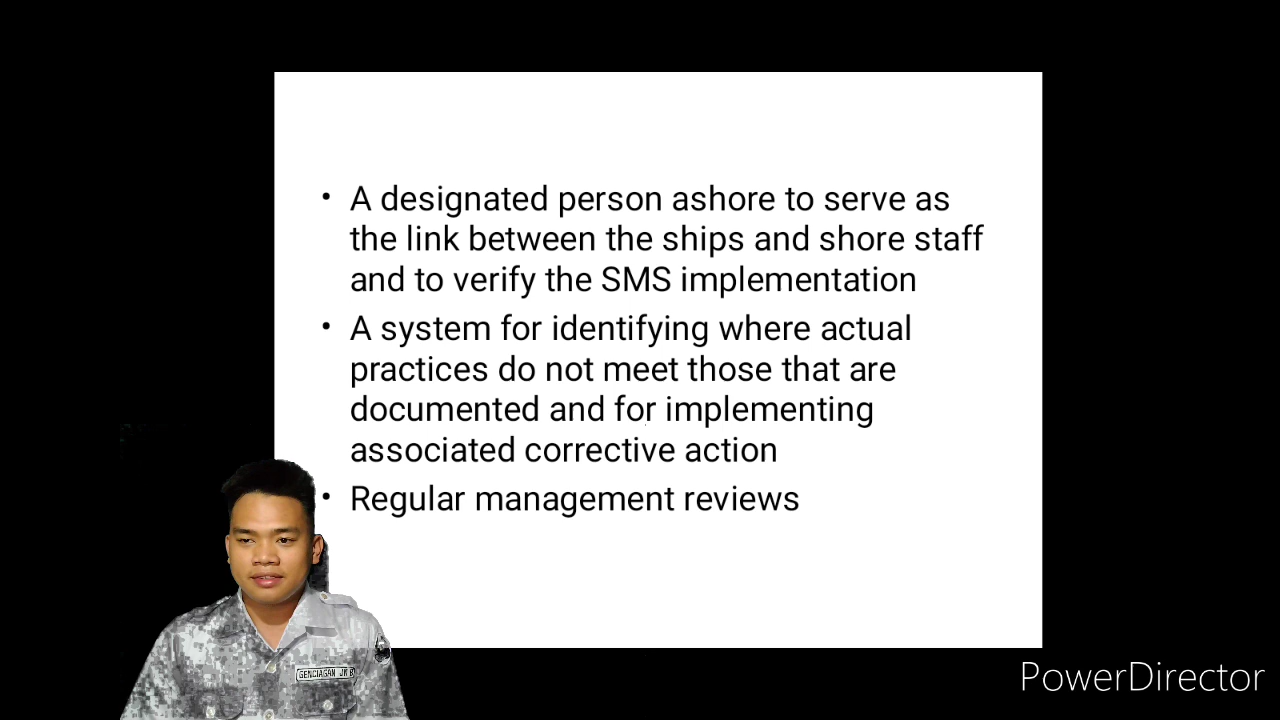 • A designated person ashore to serve as
the link between the ships and shore staff
and to verify the SMS implementation
• A system for identifying where actual
practices do not meet those that are
documented and for implementing
associated corrective action
• Regular management reviews
GENCIAGAN JK B
PowerDirector